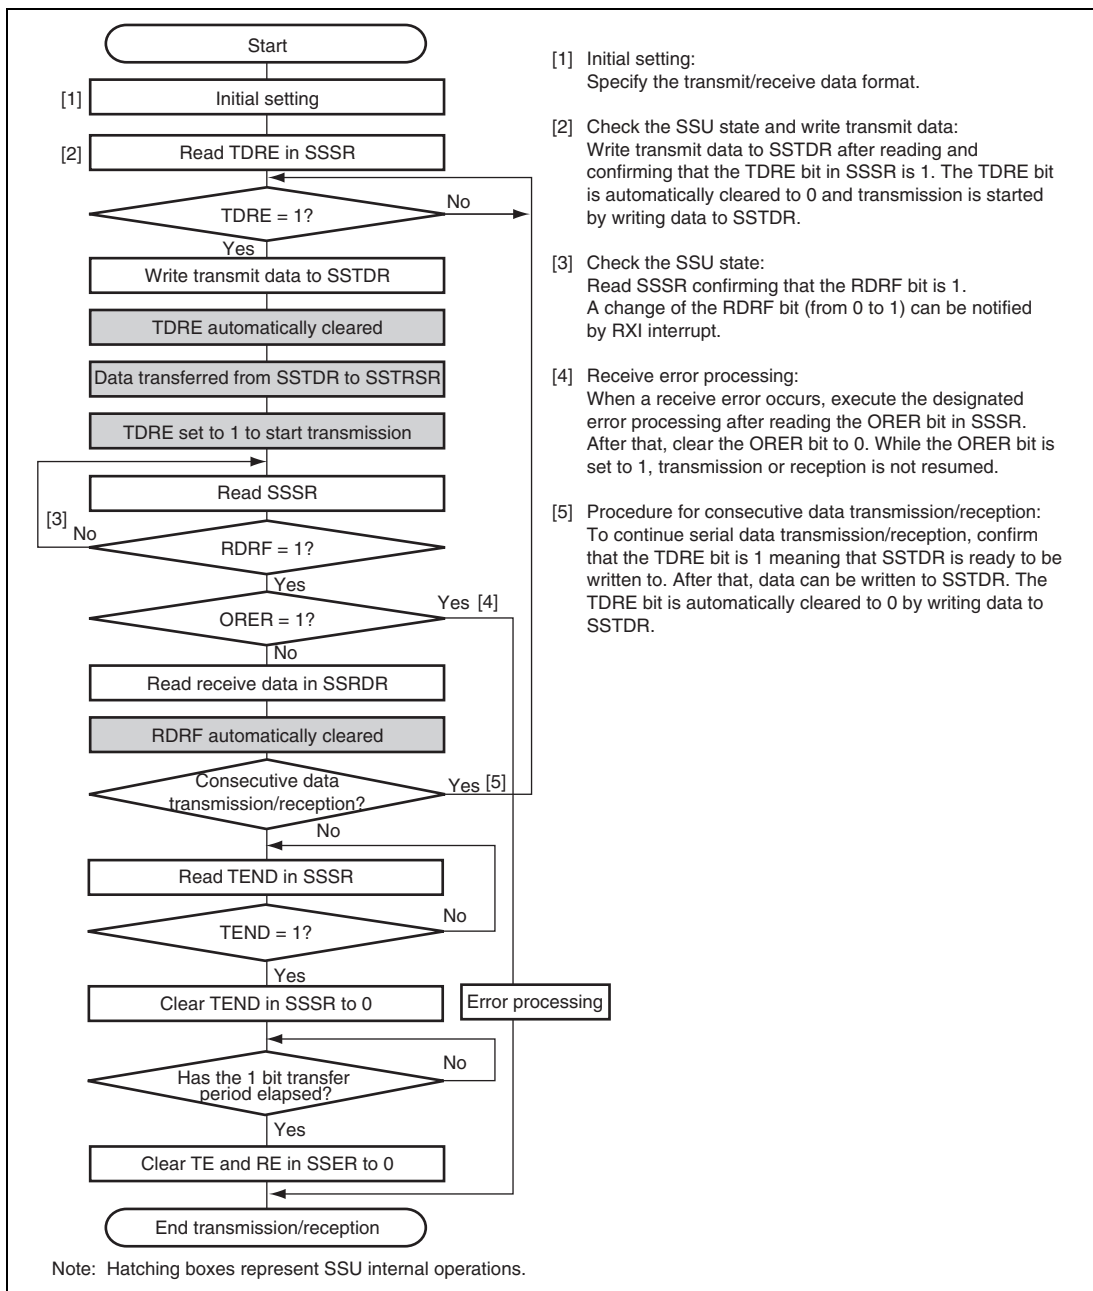 Start
[1] Initial setting
[2] Read TDRE in SSSR
TDRE = 1?
No
Yes
Write transmit data to SSTDR
TDRE automatically cleared
Data transferred from SSTDR to SSTRSR
TDRE set to 1 to start transmission
Read SSSR
[3]
No
RDRF = 1?
Yes
ORER = 1?
Yes [4]
No
Read receive data in SSRDR
RDRF automatically cleared
Consecutive data
transmission/reception?
Yes [5]
No
Read TEND in SSSR
TEND = 1?
No
Yes
Clear TEND in SSSR to 0
Error processing
Has the 1 bit transfer
period elapsed?
No
Yes
Clear TE and RE in SSER to 0
End transmission/reception
[1] Initial setting:
Specify the transmit/receive data format.
[2] Check the SSU state and write transmit data:
Write transmit data to SSTDR after reading and
confirming that the TDRE bit in SSSR is 1. The TDRE bit
is automatically cleared to 0 and transmission is started
by writing data to SSTDR.
[3] Check the SSU state:
Read SSSR confirming that the RDRF bit is 1.
A change of the RDRF bit (from 0 to 1) can be notified
by RXI interrupt.
[4] Receive error processing:
When a receive error occurs, execute the designated
error processing after reading the ORER bit in SSSR.
After that, clear the ORER bit to 0. While the ORER bit is
set to 1, transmission or reception is not resumed.
[5] Procedure for consecutive data transmission/reception:
To continue serial data transmission/reception, confirm
that the TDRE bit is 1 meaning that SSTDR is ready to be
written to. After that, data can be written to SSTDR. The
TDRE bit is automatically cleared to 0 by writing data to
SSTDR.
Note: Hatching boxes represent SSU internal operations.